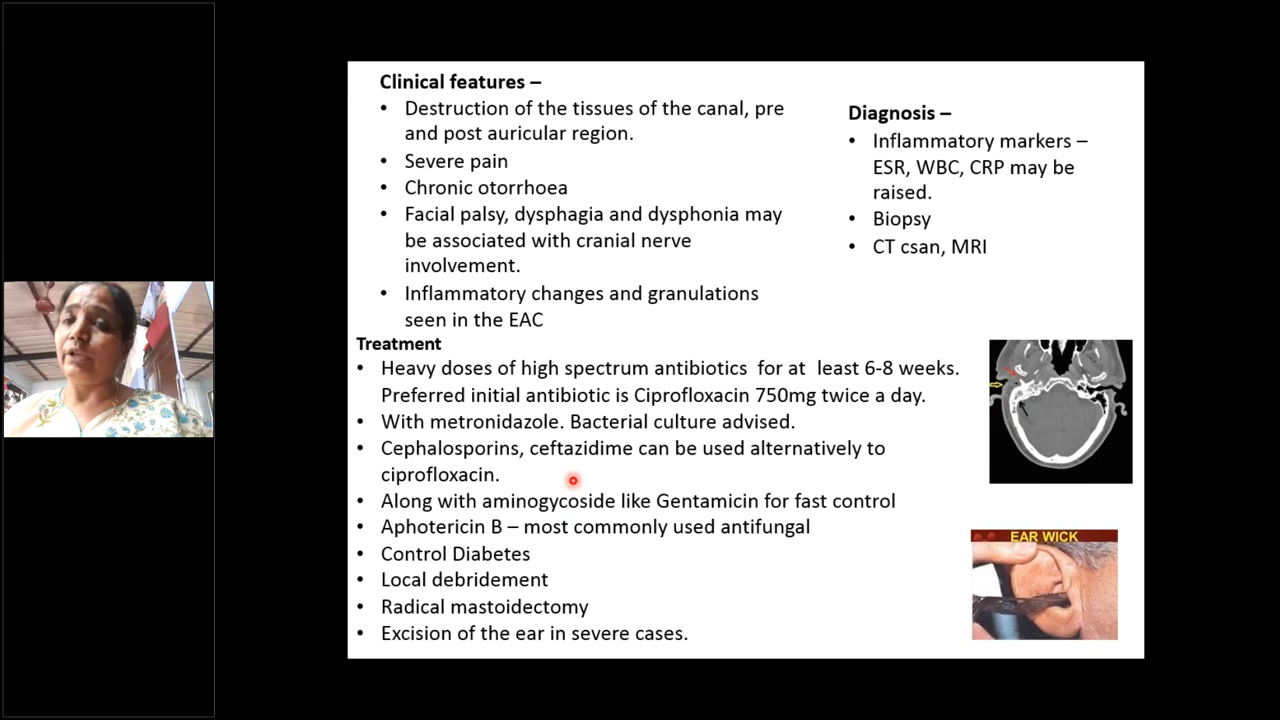 Clinical features –
• Destruction of the tissues of the canal, pre
and post auricular region.
• Severe pain
• Chronic otorrhoea
• Facial palsy, dysphagia and dysphonia may
be associated with cranial nerve
involvement.
• Inflammatory changes and granulations
seen in the EAC
Diagnosis –
• Inflammatory markers –
ESR, WBC, CRP may be
raised.
• Biopsy
• CT csan, MRI
Treatment
• Heavy doses of high spectrum antibiotics for at least 6-8 weeks.
Preferred initial antibiotic is Ciprofloxacin 750mg twice a day.
• With metronidazole. Bacterial culture advised.
• Cephalosporins, ceftazidime can be used alternatively to
ciprofloxacin.
• Along with aminogycoside like Gentamicin for fast control
• Aphotericin B – most commonly used antifungal
• Control Diabetes
• Local debridement
• Radical mastoidectomy
• Excision of the ear in severe cases.
EAR WICK